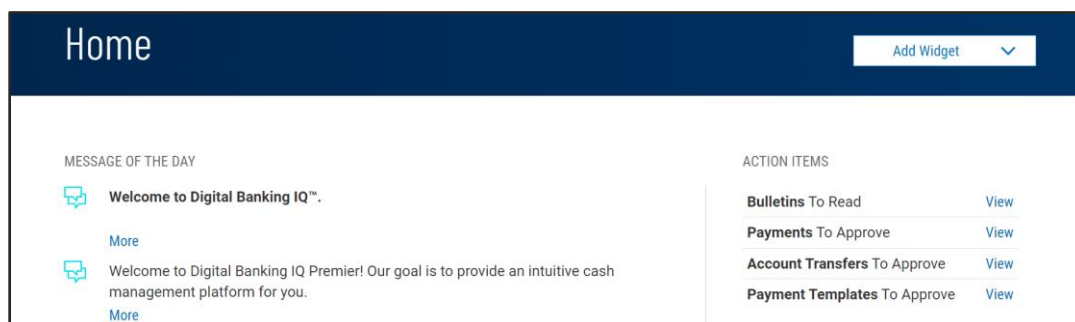 Home
Add Widget
MESSAGE OF THE DAY
Welcome to Digital Banking IQ™.
More
Welcome to Digital Banking IQ Premier! Our goal is to provide an intuitive cash
management platform for you.
More
ACTION ITEMS
Bulletins To Read View
Payments To Approve View
Account Transfers To Approve View
Payment Templates To Approve View